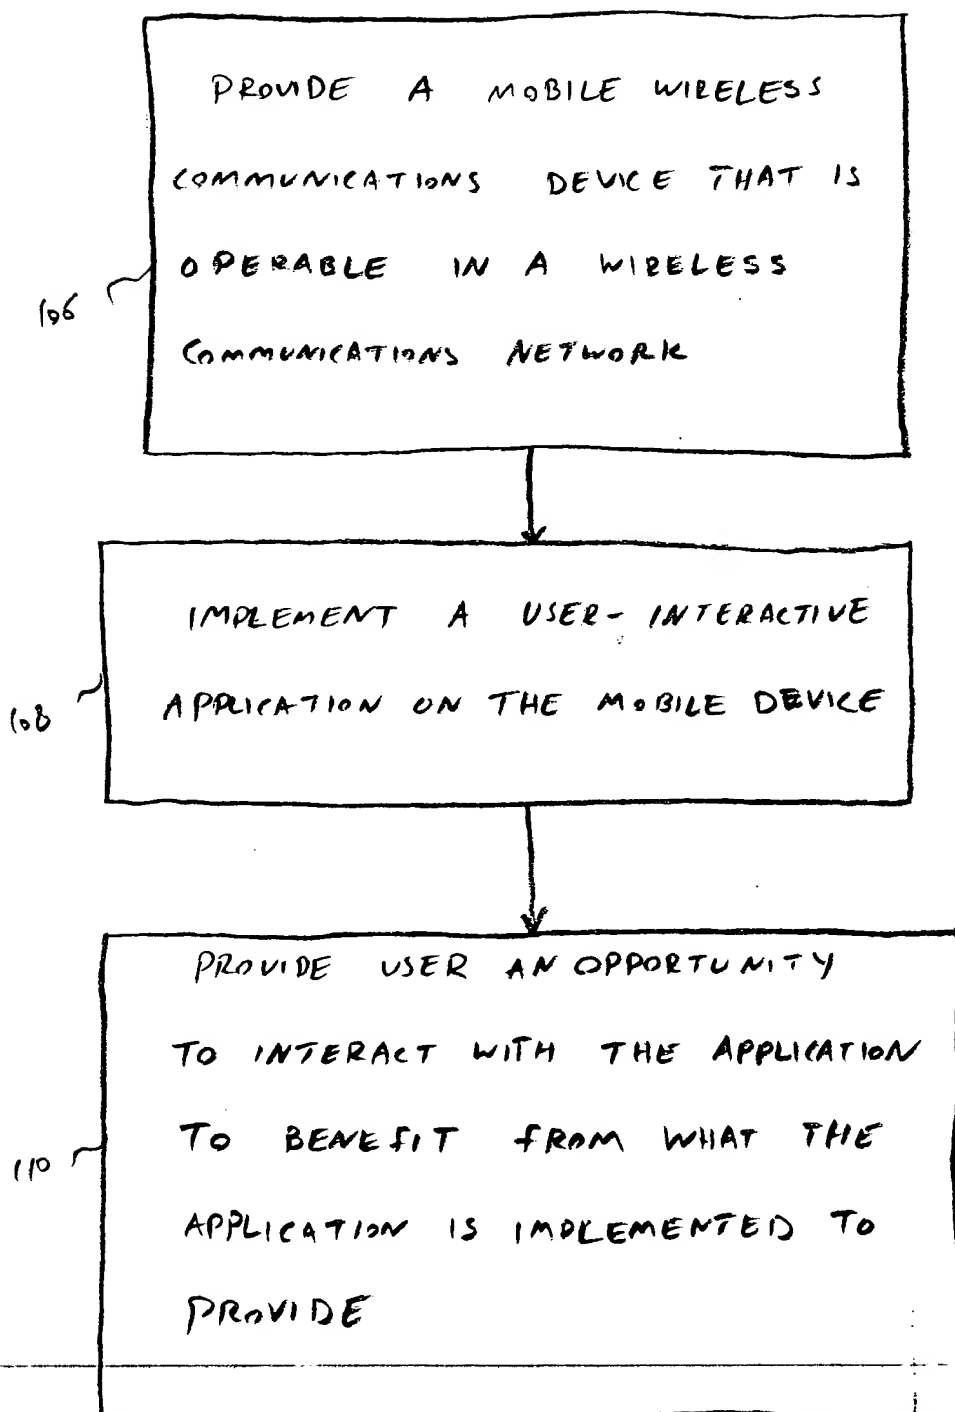 PROVIDE A MOBILE WIRELESS
COMMUNICATIONS DEVICE THAT IS
OPERABLE IN A WIRELESS
106
COMMUNICATIONS NETWORK
IMPLEMENT A USER-INTERACTIVE
APPLICATION ON THE MOBILE DEVICE
108
PROVIDE USER AN OPPORTUNITY
TO INTERACT WITH THE APPLICATION
TO BENEFIT FROM WHAT THE
110
APPLICATION IS IMPLEMENTED TO
PROVIDE